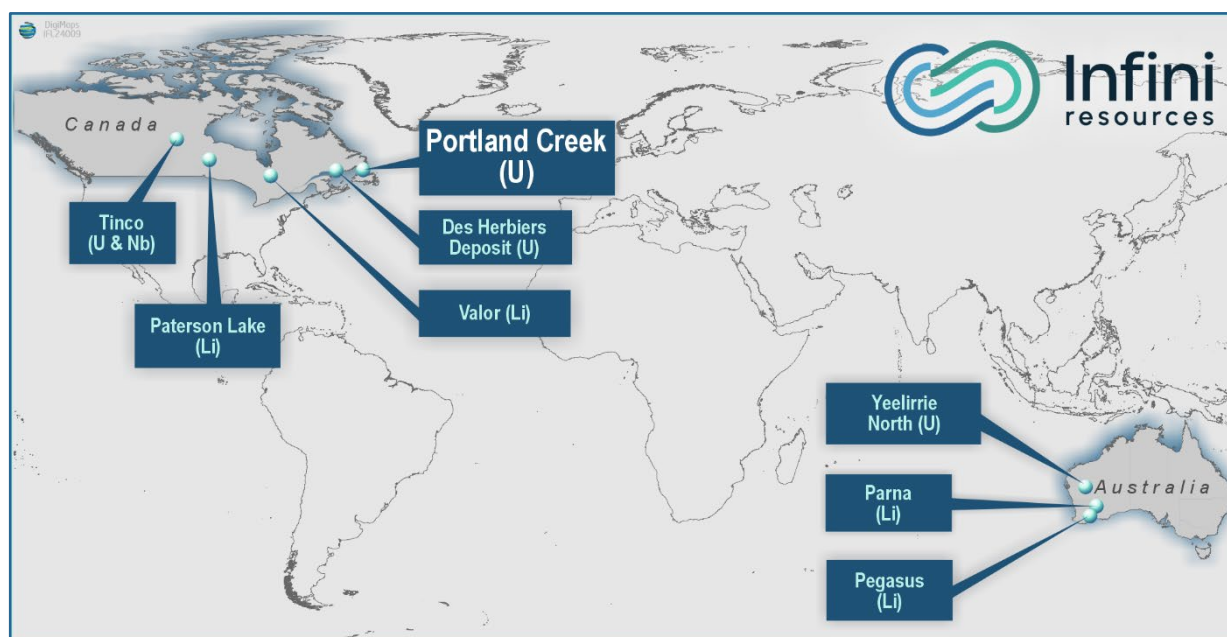 DigiMaps
IFL24009
Infini
resources
Canada
Portland Creek
(U)
Tinco
(U & Nb)
Des Herbiers
Deposit (U)
Paterson Lake
(Li)
Valor (Li)
Yeelirrie
North (U)
Australia
Parna
(Li)
Pegasus
(Li)